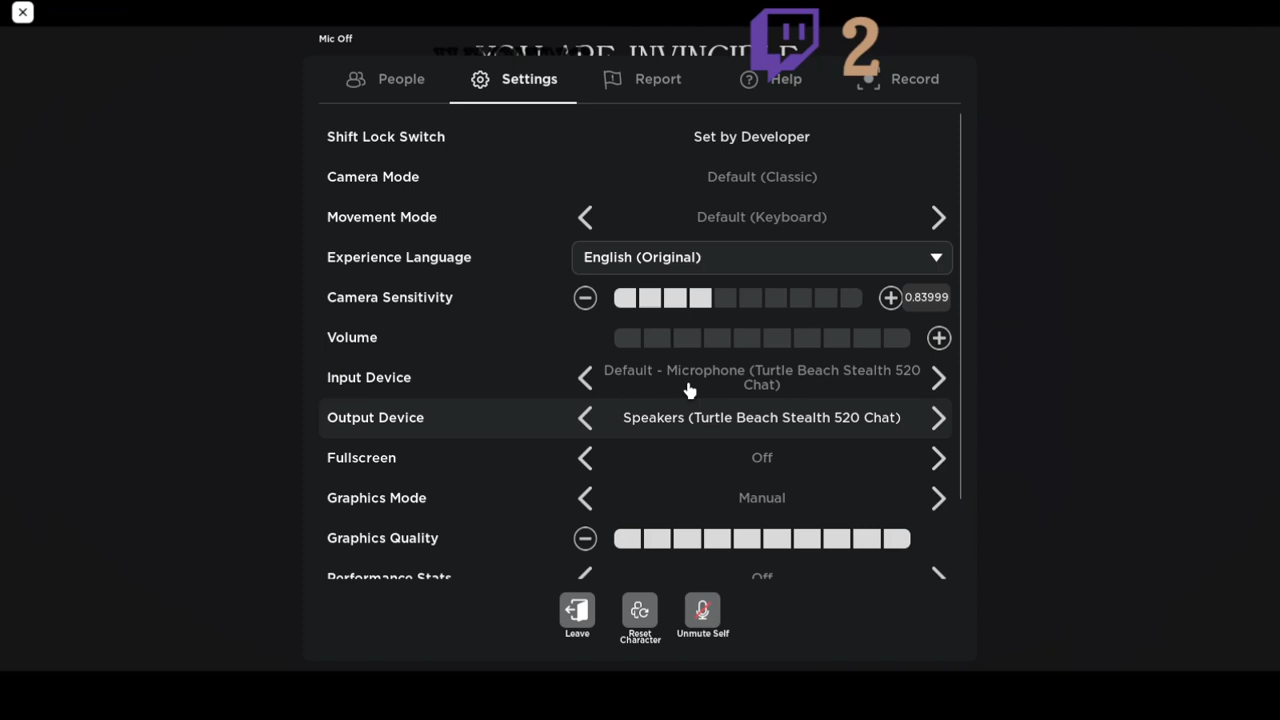 Mic Off
YOU ARE INVINCIBLE
2
People
Settings
Report
Help
Record
Shift Lock Switch
Set by Developer
Camera Mode
Default (Classic)
Movement Mode
Default (Keyboard)
Experience Language
English (Original)
Camera Sensitivity
0.83999
Volume
Input Device
Default - Microphone (Turtle Beach Stealth 520
Chat)
Output Device
Speakers (Turtle Beach Stealth 520 Chat)
Fullscreen
Off
Graphics Mode
Manual
Graphics Quality
Performance Stats
Off
Leave
Reset
Character
Unmute Self